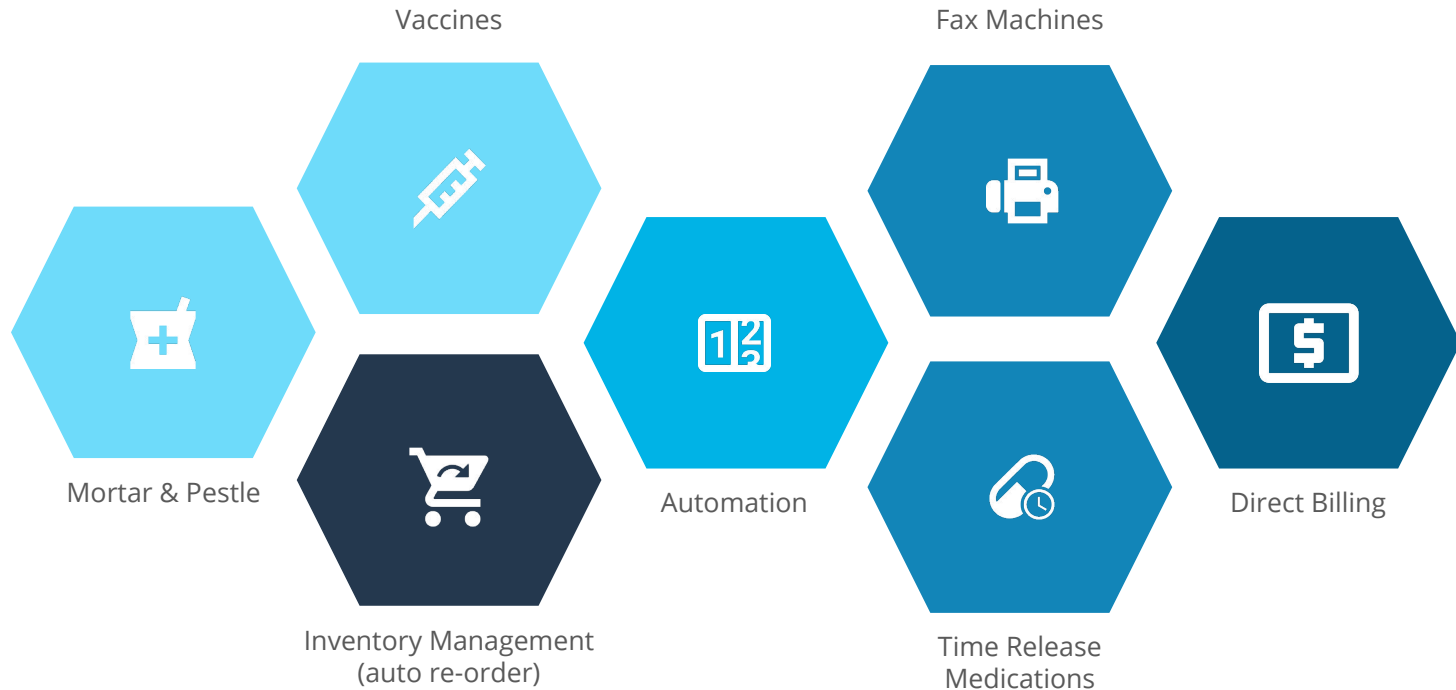 Vaccines
Fax Machines
$
Mortar & Pestle
Automation
Direct Billing
Inventory Management
(auto re-order)
Time Release
Medications